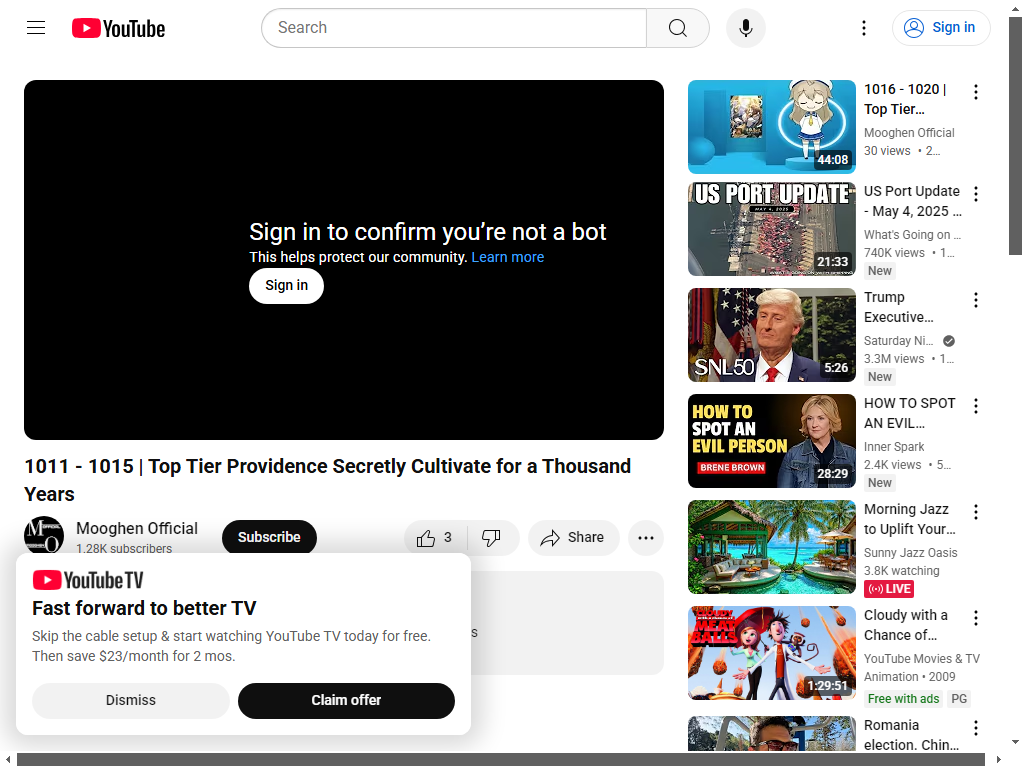 YouTube
Search
Sign in
Sign in to confirm you’re not a bot
This helps protect our community. Learn more
Sign in
1011 - 1015 | Top Tier Providence Secretly Cultivate for a Thousand
Years
Mooghen Official
1.28K subscribers
Subscribe
3
Share
YouTube TV
Fast forward to better TV
Skip the cable setup & start watching YouTube TV today for free.
Then save $23/month for 2 mos.
Dismiss
Claim offer
s
44:08
1016 - 1020 |
Top Tier…
Mooghen Official
30 views • 2…
US PORT UPDATE
MAY 4, 2025
21:33
US Port Update
- May 4, 2025 …
What's Going on …
740K views • 1…
New
SNL50
5:26
Trump
Executive…
Saturday Ni…
3.3M views • 1…
New
HOW TO
SPOT AN
EVIL PERSON
BRENE BROWN
28:29
HOW TO SPOT
AN EVIL…
Inner Spark
2.4K views • 5…
New
Morning Jazz
to Uplift Your…
Sunny Jazz Oasis
3.8K watching
LIVE
CLOUDY
MEATBALLS
1:29:51
Cloudy with a
Chance of…
YouTube Movies & TV
Animation • 2009
Free with ads
PG
Romania
election. Chin…